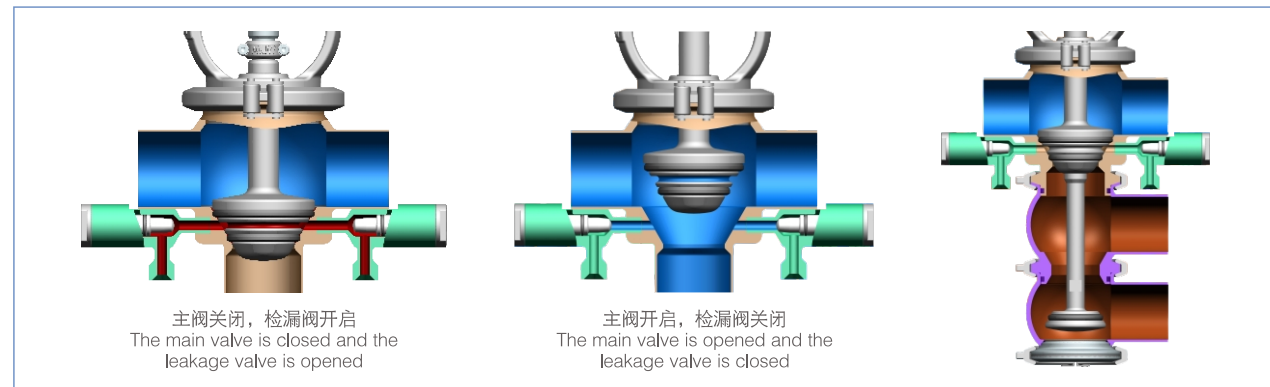 主阀关闭，检漏阀开启
The main valve is closed and the
leakage valve is opened
主阀开启，检漏阀关闭
The main valve is opened and the
leakage valve is closed